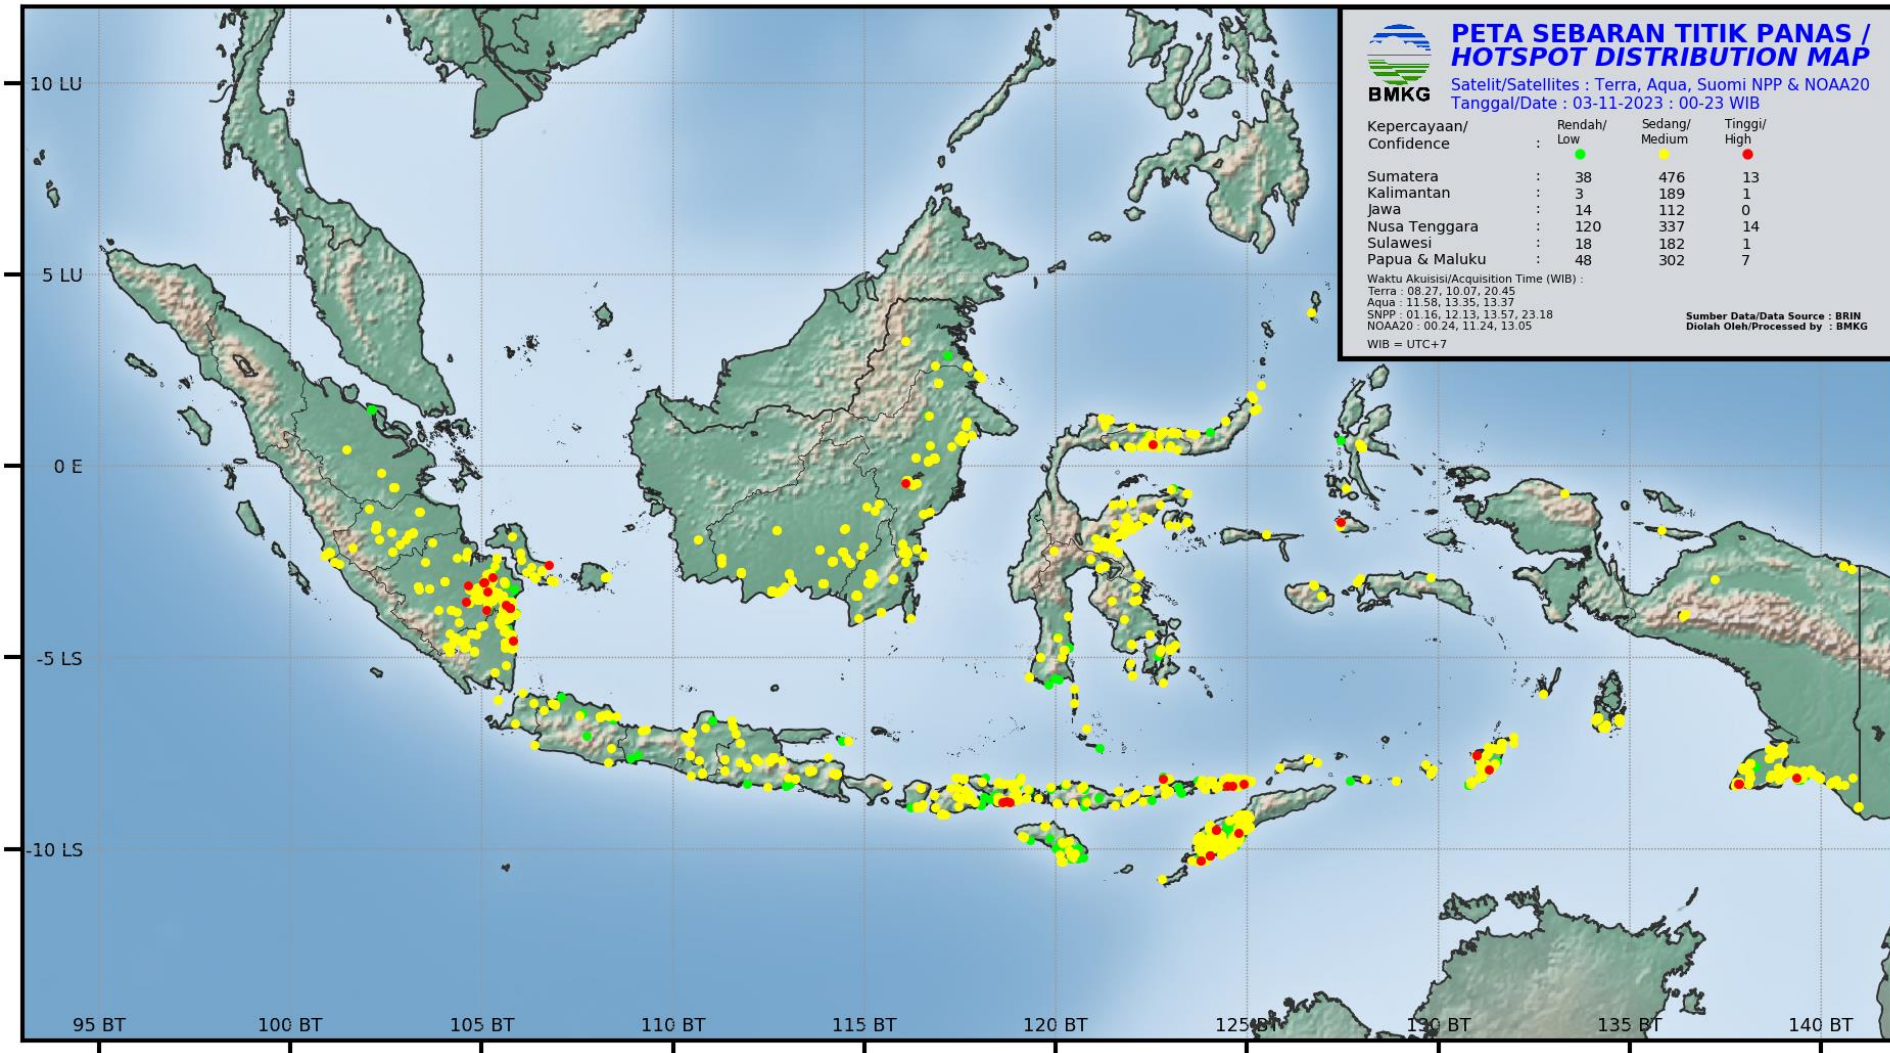 PETA SEBARAN TITIK PANAS /
HOTSPOT DISTRIBUTION MAP
Satelit/Satellites : Terra, Aqua, Suomi NPP & NOAA20
Tanggal/Date : 03-11-2023 : 00-23 WIB
BMKG
Kepercayaan/ Rendah/ Sedang/ Tinggi/
Confidence : Low Medium High
Sumatera : 38 476 13
Kalimantan : 3 189 1
Jawa : 14 112 0
Nusa Tenggara : 120 337 14
Sulawesi : 18 182 1
Papua & Maluku : 48 302 7
Waktu Akuisisi/Acquisition Time (WIB) :
Terra : 08.27, 10.07, 20.45
Aqua : 11.58, 13.35, 13.37
SNPP : 01.16, 12.13, 13.57, 23.18
NOAA20 : 00.24, 11.24, 13.05
WIB = UTC+7
Sumber Data/Data Source : BRIN
Diolah Oleh/Processed by : BMKG
10 LU
5 LU
0 E
-5 LS
-10 LS
95 BT 100 BT 105 BT 110 BT 115 BT 120 BT 125 BT 130 BT 135 BT 140 BT